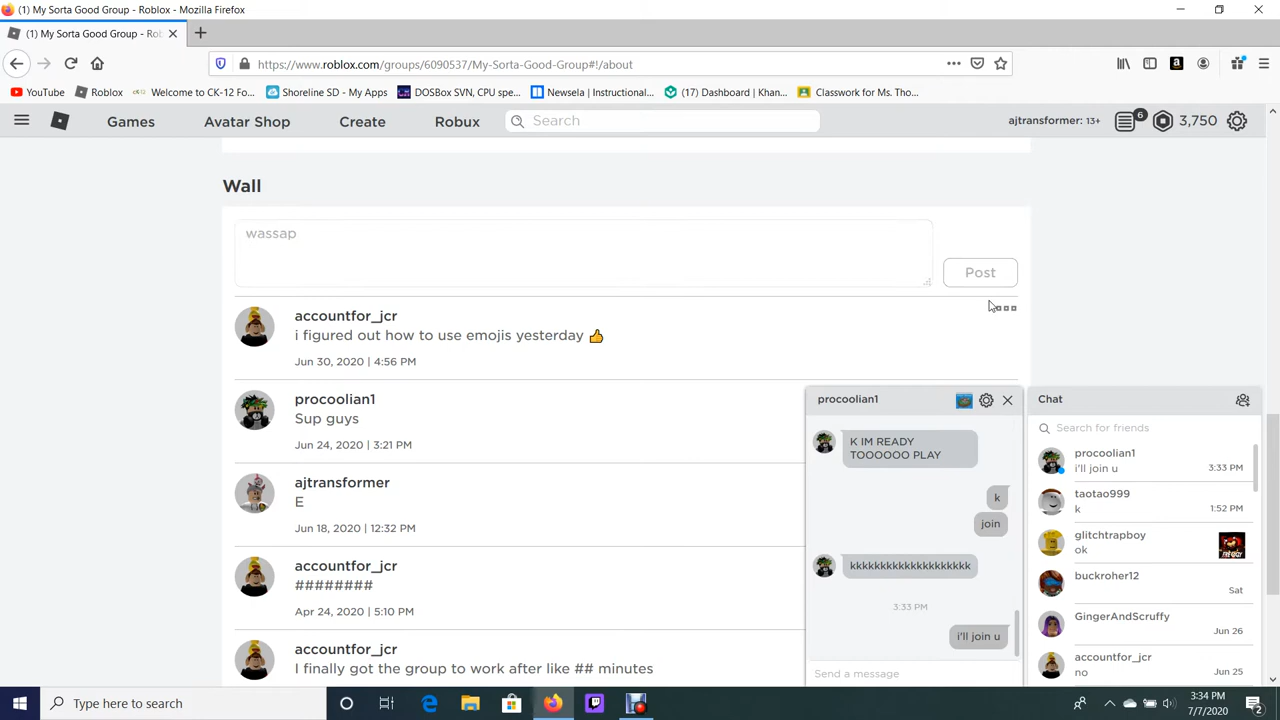 (1) My Sorta Good Group - Roblox - Mozilla Firefox
(1) My Sorta Good Group - Rob
https://www.roblox.com/groups/6090537/My-Sorta-Good-Group#!/about
YouTube Roblox Welcome to CK-12 Fo... Shoreline SD - My Apps DOSBox SVN, CPU spe... Newsela | Instructional... (17) Dashboard | Khan... Classwork for Ms. Tho...
Games Avatar Shop Create Robux Search ajtransformer: 13+ 6 3,750
Wall
wassap
Post
accountfor_jcr
i figured out how to use emojis yesterday 👍
Jun 30, 2020 | 4:56 PM
procoolian1
Sup guys
Jun 24, 2020 | 3:21 PM
ajtransformer
E
Jun 18, 2020 | 12:32 PM
accountfor_jcr
########
Apr 24, 2020 | 5:10 PM
accountfor_jcr
I finally got the group to work after like ## minutes
procoolian1
K IM READY
TOOOOOO PLAY
k
join
kkkkkkkkkkkkkkkkkkkk
3:33 PM
i'll join u
Send a message
Chat
Search for friends
procoolian1
i'll join u 3:33 PM
taotao999
k 1:52 PM
glitchtrapboy
ok
buckroher12
Sat
GingerAndScruffy
Jun 26
accountfor_jcr
no Jun 25
Type here to search
3:34 PM
7/7/2020
2